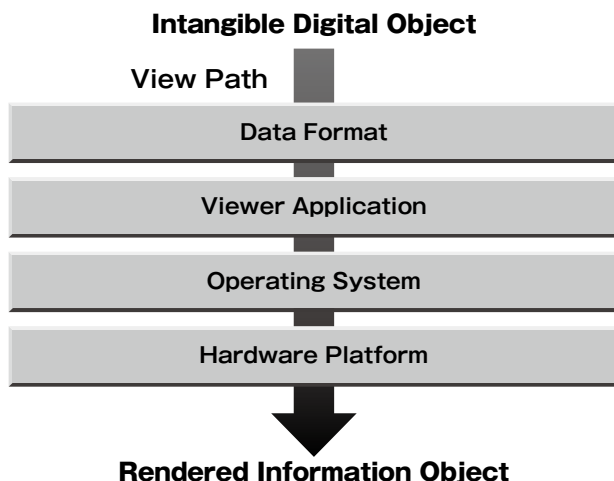 Intangible Digital Object
View Path
Data Format
Viewer Application
Operating System
Hardware Platform
Rendered Information Object